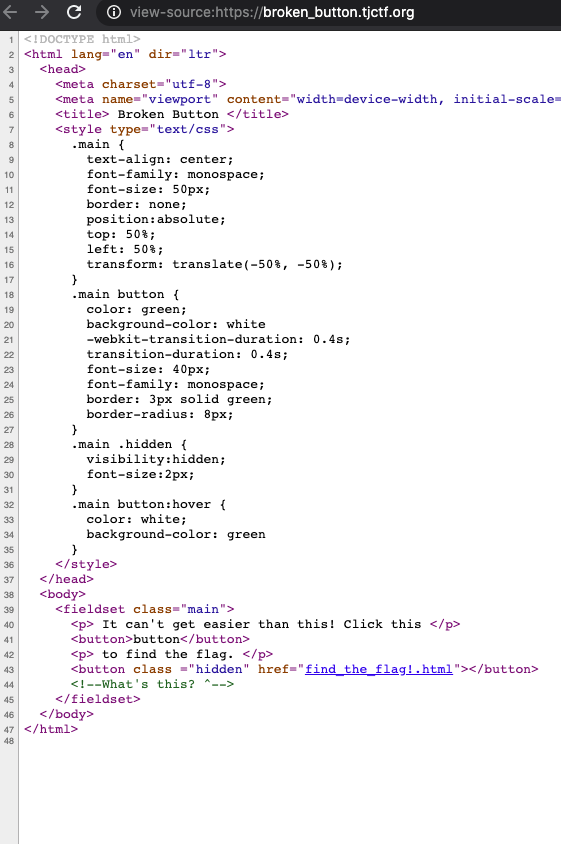 view-source:https://broken_button.tjctf.org
1 <!DOCTYPE html>
2 <html lang="en" dir="ltr">
3   <head>
4     <meta charset="utf-8">
5     <meta name="viewport" content="width=device-width, initial-scale=
6     <title> Broken Button </title>
7     <style type="text/css">
8       .main {
9         text-align: center;
10         font-family: monospace;
11         font-size: 50px;
12         border: none;
13         position:absolute;
14         top: 50%;
15         left: 50%;
16         transform: translate(-50%, -50%);
17       }
18       .main button {
19         color: green;
20         background-color: white
21         -webkit-transition-duration: 0.4s;
22         transition-duration: 0.4s;
23         font-size: 40px;
24         font-family: monospace;
25         border: 3px solid green;
26         border-radius: 8px;
27       }
28       .main .hidden {
29         visibility:hidden;
30         font-size:2px;
31       }
32       .main button:hover {
33         color: white;
34         background-color: green
35       }
36     </style>
37   </head>
38   <body>
39     <fieldset class="main">
40       <p> It can't get easier than this! Click this </p>
41       <button>button</button>
42       <p> to find the flag. </p>
43       <button class ="hidden" href="find_the_flag!.html"></button>
44       <!--What's this? ^-->
45     </fieldset>
46   </body>
47 </html>
48